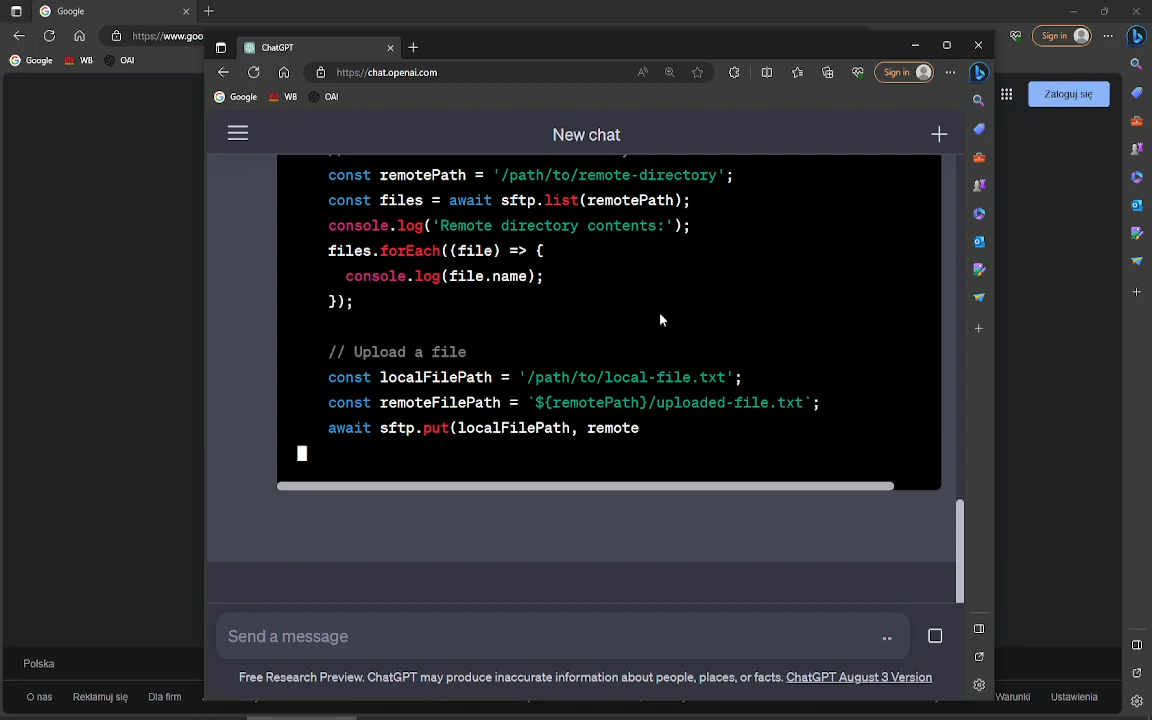 Google
https://www.goo
Sign in
Google
WB
OAI
ChatGPT
https://chat.openai.com
Sign in
Google
WB
OAI
Zaloguj się
New chat
const remotePath = '/path/to/remote-directory';
const files = await sftp.list(remotePath);
console.log('Remote directory contents:');
files.forEach((file) => {
console.log(file.name);
});
// Upload a file
const localFilePath = '/path/to/local-file.txt';
const remoteFilePath = `${remotePath}/uploaded-file.txt`;
await sftp.put(localFilePath, remote
Send a message
Free Research Preview. ChatGPT may produce inaccurate information about people, places, or facts. ChatGPT August 3 Version
Polska
O nas
Reklamuj się
Dla firm
Warunki
Ustawienia